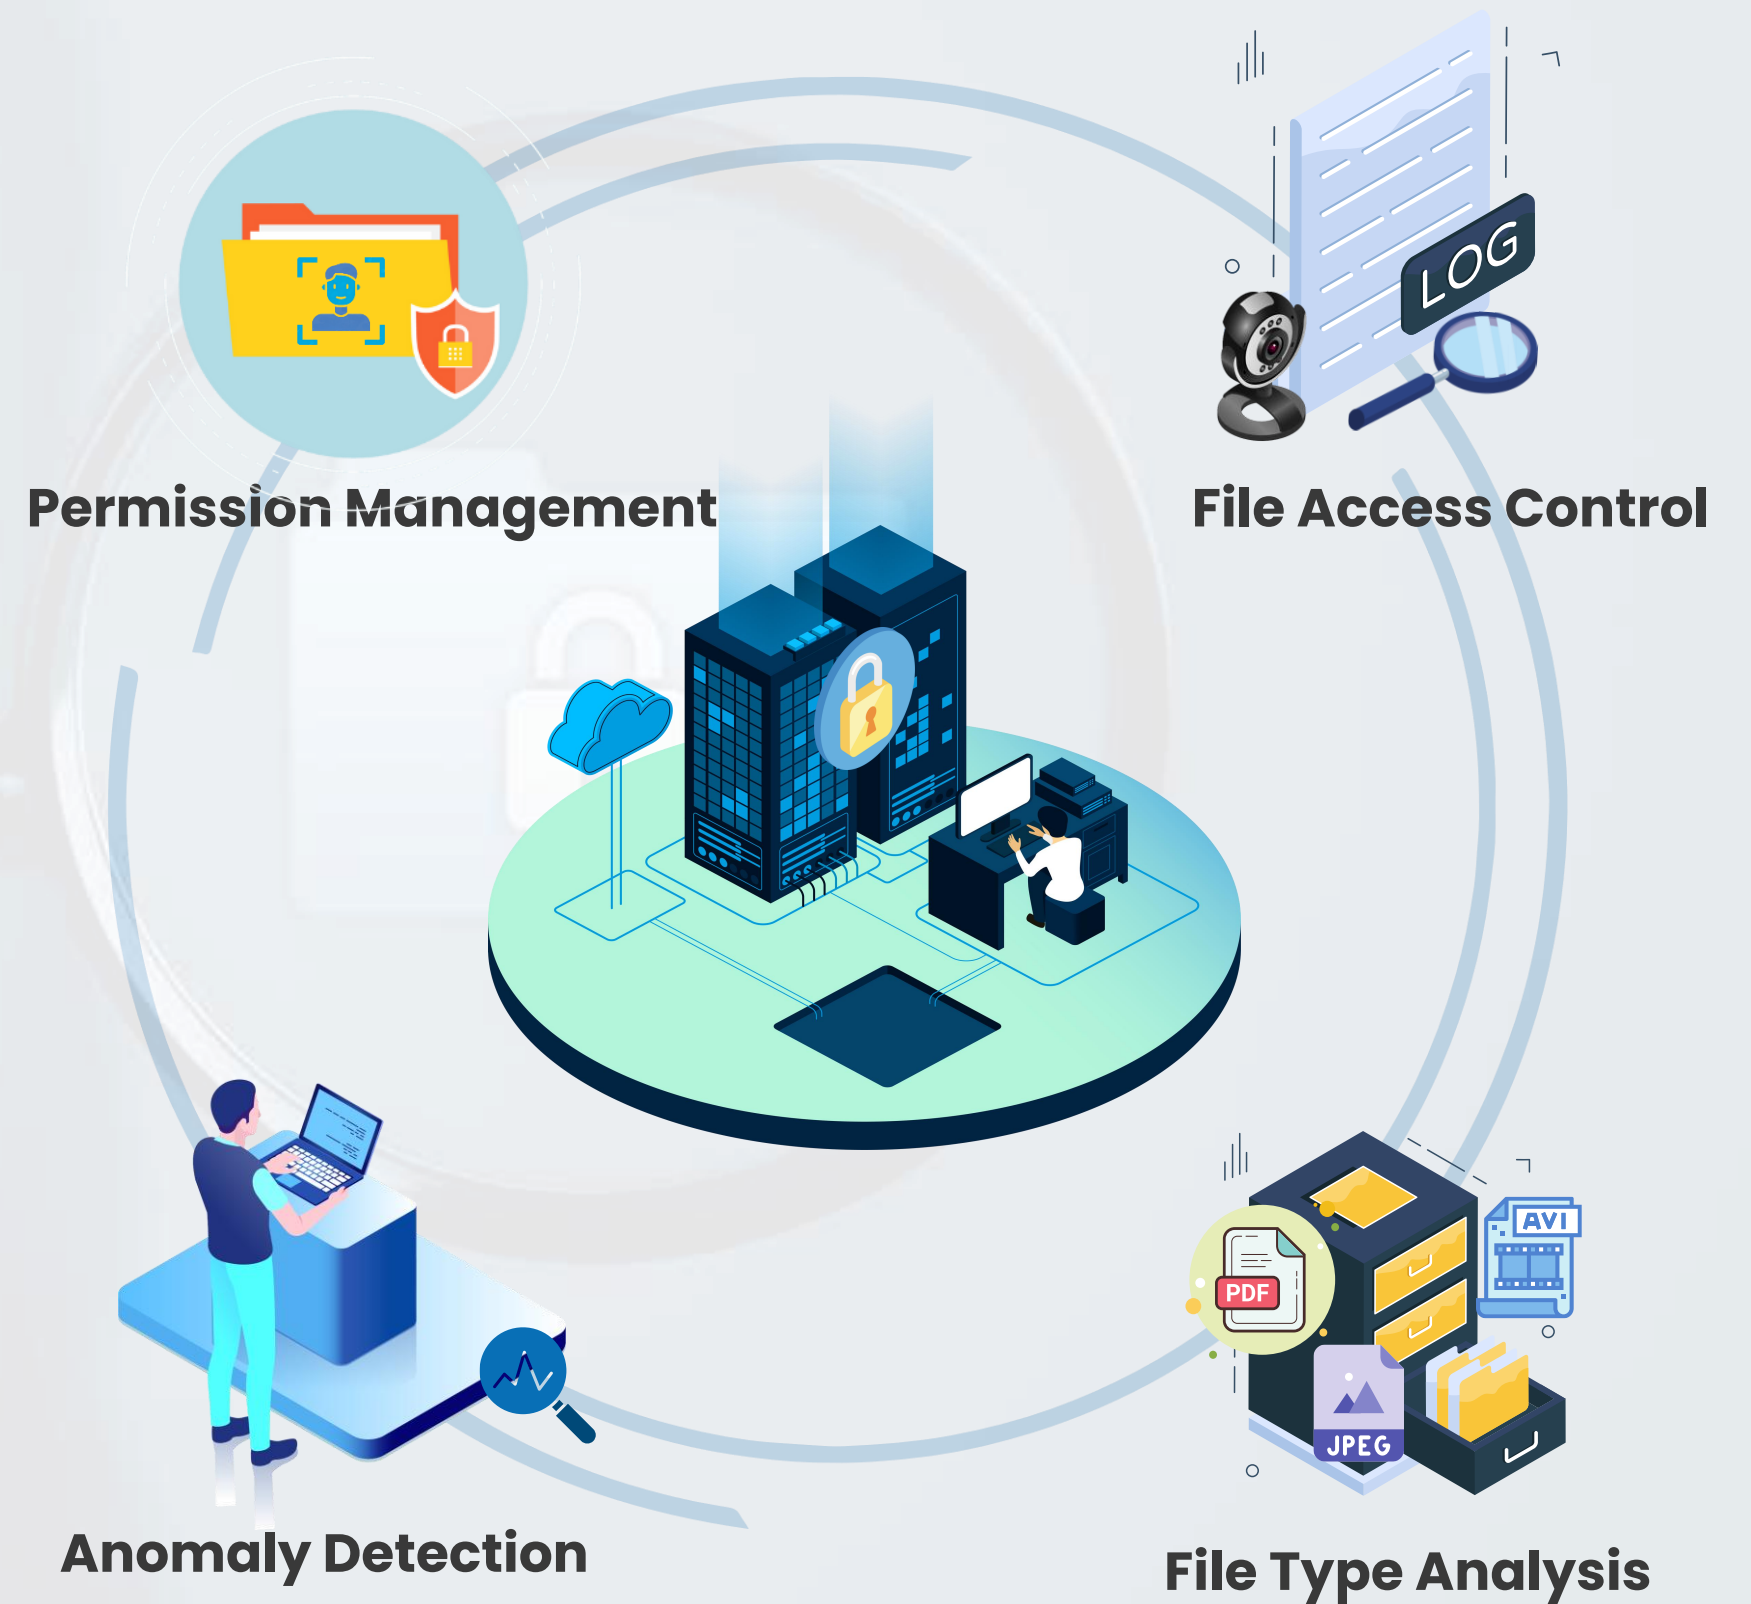 LOG
Permission Management
File Access Control
AVI
PDF
JPEG
Anomaly Detection
File Type Analysis